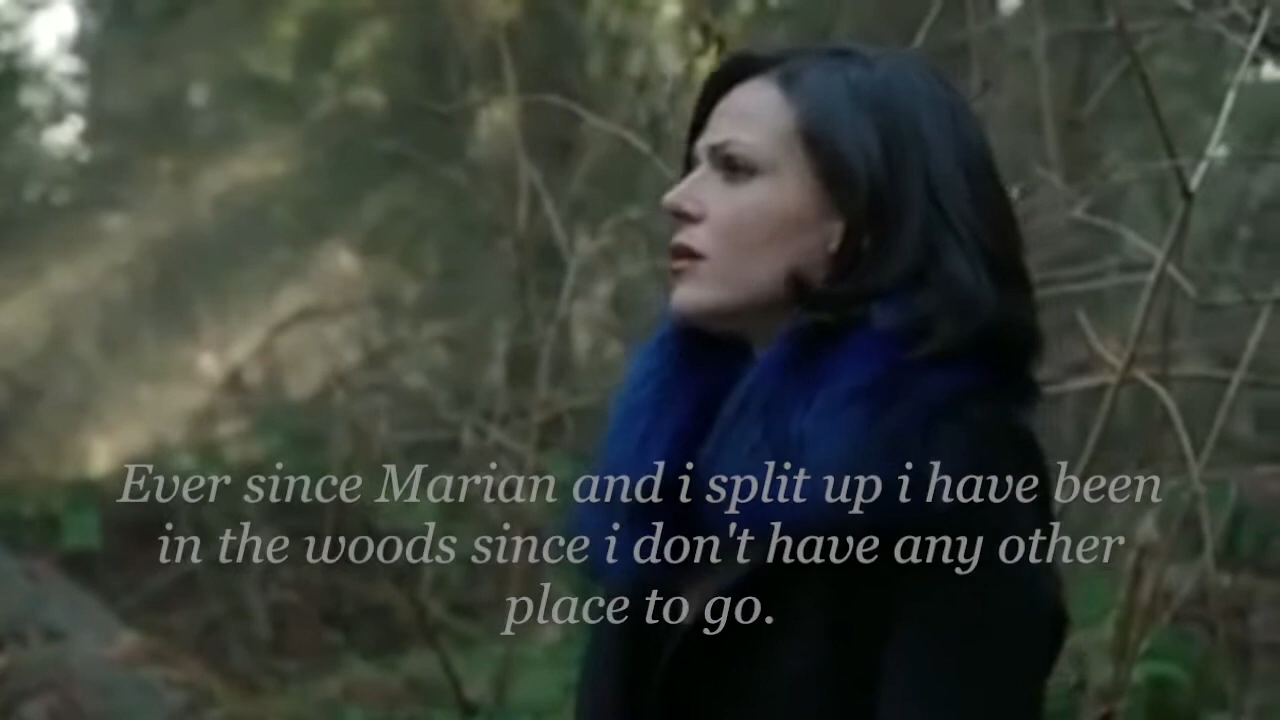 Ever since Marian and i split up i have been
in the woods since i don't have any other
place to go.